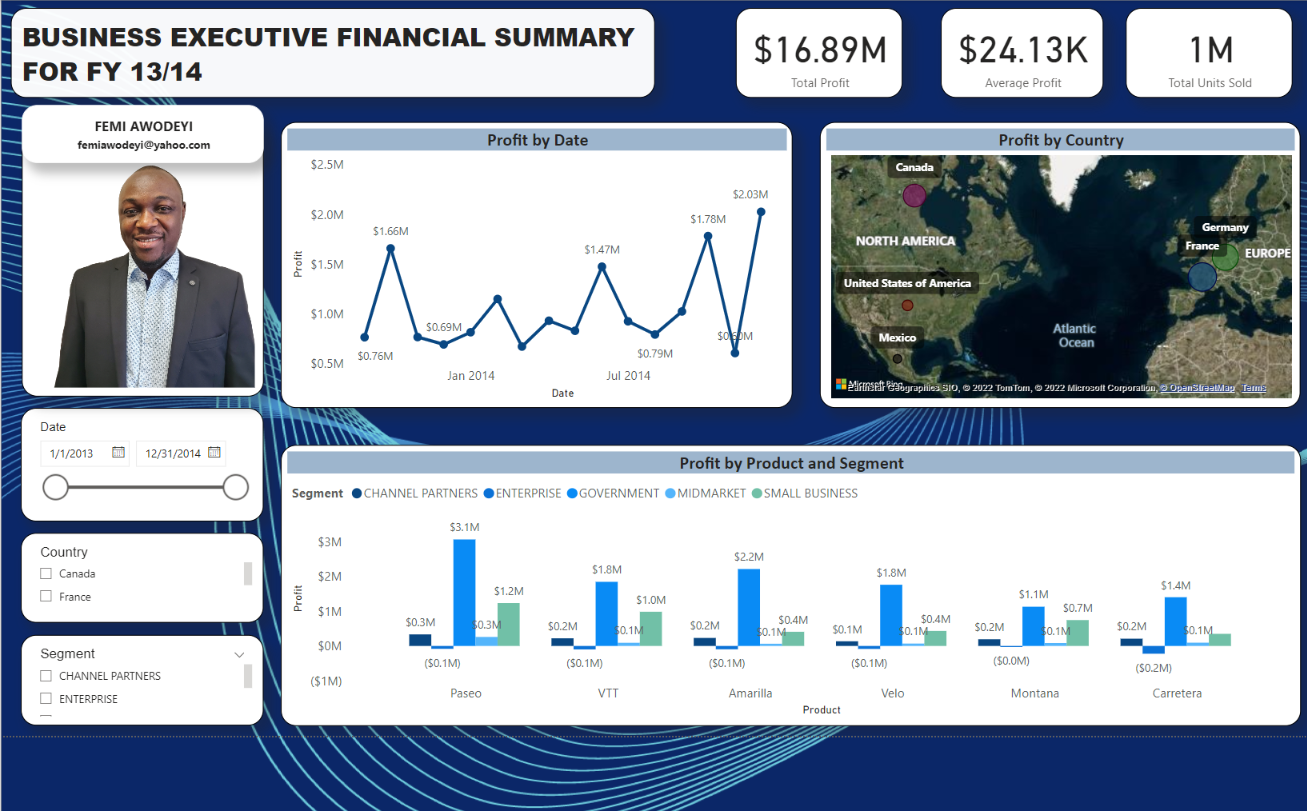 BUSINESS EXECUTIVE FINANCIAL SUMMARY
FOR FY 13/14
$16.89M
Total Profit
$24.13K
Average Profit
1M
Total Units Sold
FEMI AWODEYI
femiawodeyi@yahoo.com
Profit by Date
$2.5M
$2.0M
$1.5M
$1.0M
$0.5M
Profit
$0.76M
$1.66M
$0.69M
$1.47M
$0.79M
$1.78M
$0.60M
$2.03M
Jan 2014
Jul 2014
Date
Profit by Country
Canada
NORTH AMERICA
United States of America
Mexico
Germany
France
EUROPE
Atlantic
Ocean
Microsoft Bing
Earthstar Geographics SIO, © 2022 TomTom, © 2022 Microsoft Corporation, © OpenStreetMap Terms
Date
1/1/2013
12/31/2014
Country
Canada
France
Segment
CHANNEL PARTNERS
ENTERPRISE
Profit by Product and Segment
Segment CHANNEL PARTNERS ENTERPRISE GOVERNMENT MIDMARKET SMALL BUSINESS
$3M
$2M
$1M
$0M
($1M)
Profit
$0.3M
($0.1M)
$3.1M
$0.3M
$1.2M
$0.2M
($0.1M)
$1.8M
$0.1M
$1.0M
$0.2M
($0.1M)
$2.2M
$0.1M
$0.4M
$0.1M
($0.1M)
$1.8M
$0.1M
$0.4M
$0.2M
($0.0M)
$1.1M
$0.1M
$0.7M
$0.2M
($0.2M)
$1.4M
$0.1M
Paseo
VTT
Amarilla
Velo
Montana
Carretera
Product